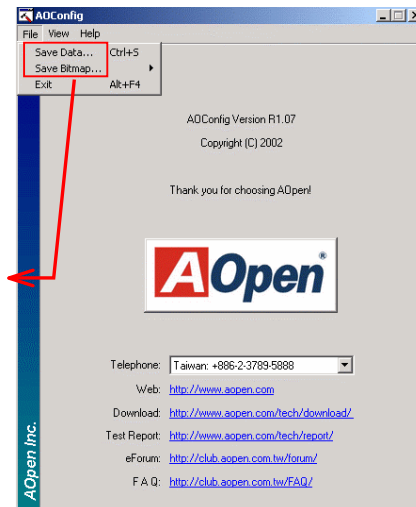 AOConfig
File View Help
Save Data... Ctrl+S
Save Bitmap...
Exit Alt+F4
AOConfig Version R1.07
Copyright (C) 2002
Thank you for choosing AOpen!
AOpen®
Telephone: Taiwan: +886-2-3789-5888
Web: http://www.aopen.com
Download: http://www.aopen.com/tech/download/
Test Report: http://www.aopen.com/tech/report/
eForum: http://club.aopen.com.tw/forum/
F A Q: http://club.aopen.com.tw/FAQ/
AOpen Inc.